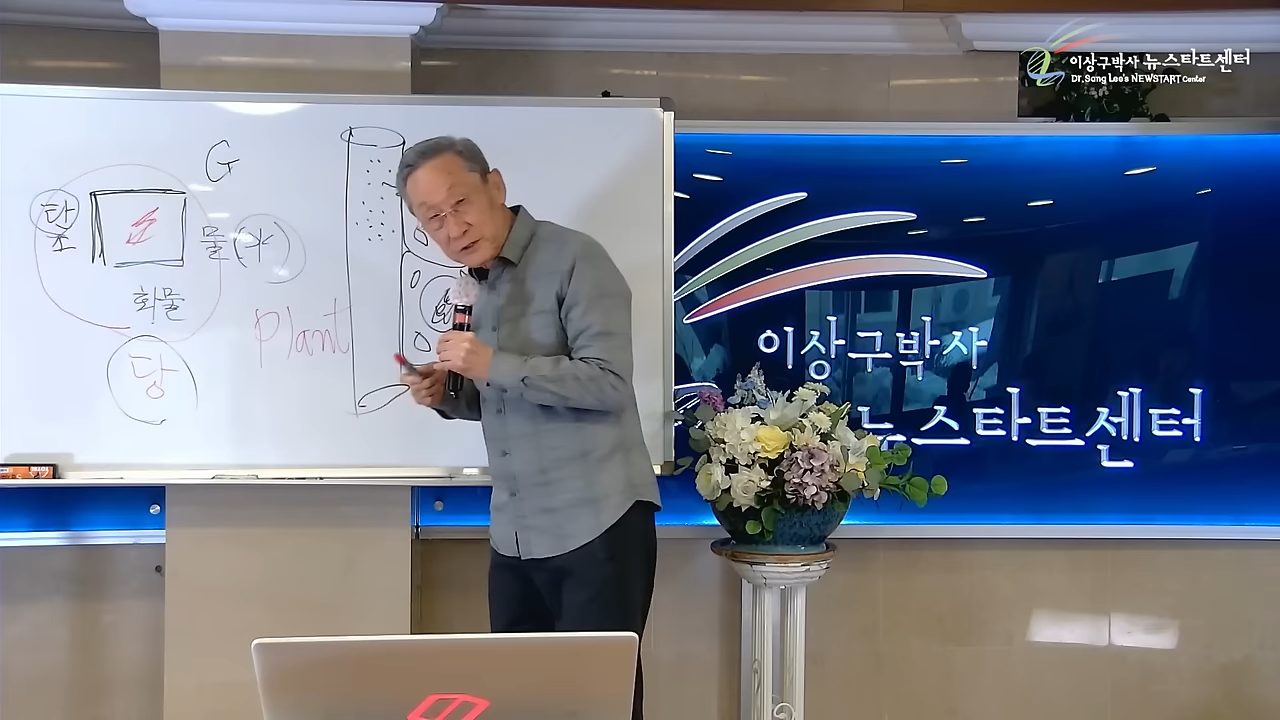 이상구박사 뉴스타트센터
Dr. Sang Lee's NEWSTART Center
G
탄
소
물(水)
화물
Plant
당
이상구박사
뉴스타트센터